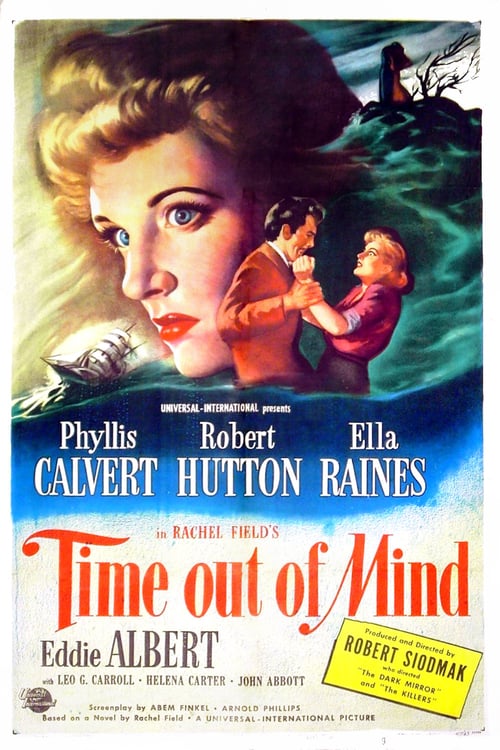 UNIVERSAL-INTERNATIONAL presents
Phyllis CALVERT
Robert HUTTON
Ella RAINES
in RACHEL FIELD'S
Time out of Mind
Eddie ALBERT
with LEO G. CARROLL • HELENA CARTER • JOHN ABBOTT
Produced and Directed by
ROBERT SIODMAK
who directed
"The DARK MIRROR"
and "The KILLERS"
Screenplay by ABEM FINKEL • ARNOLD PHILLIPS
Based on a Novel by Rachel Field • A UNIVERSAL-INTERNATIONAL PICTURE